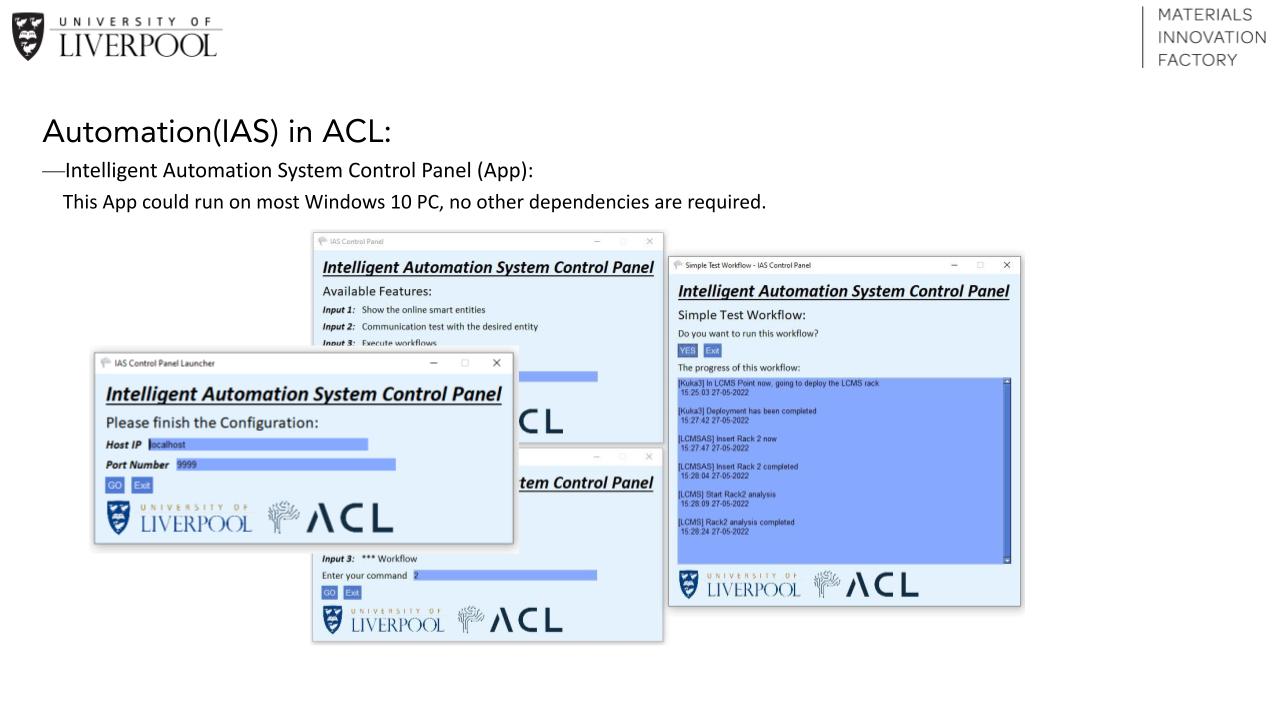 UNIVERSITY OF
LIVERPOOL
MATERIALS
INNOVATION
FACTORY
Automation(IAS) in ACL:
—Intelligent Automation System Control Panel (App):
This App could run on most Windows 10 PC, no other dependencies are required.
IAS Control Panel
Intelligent Automation System Control Panel
Available Features:
Input 1: Show the online smart entities
Input 2: Communication test with the desired entity
Input 3: Execute workflows
CL
IAS Control Panel Launcher
Intelligent Automation System Control Panel
Please finish the Configuration:
Host IP localhost
Port Number 9999
GO Exit
UNIVERSITY OF
LIVERPOOL
ACL
tem Control Panel
Input 3: *** Workflow
Enter your command 2
GO Exit
UNIVERSITY OF
LIVERPOOL
ACL
Simple Test Workflow - IAS Control Panel
Intelligent Automation System Control Panel
Simple Test Workflow:
Do you want to run this workflow?
YES Exit
The progress of this workflow:
[Kuka3] In LCMS Point now, going to deploy the LCMS rack
15:25:03 27-05-2022
[Kuka3] Deployment has been completed
15:27:42 27-05-2022
[LCMSAS] Insert Rack 2 now
15:27:47 27-05-2022
[LCMSAS] Insert Rack 2 completed
15:28:04 27-05-2022
[LCMS] Start Rack2 analysis
15:28:09 27-05-2022
[LCMS] Rack2 analysis completed
15:28:24 27-05-2022
UNIVERSITY OF
LIVERPOOL
ACL